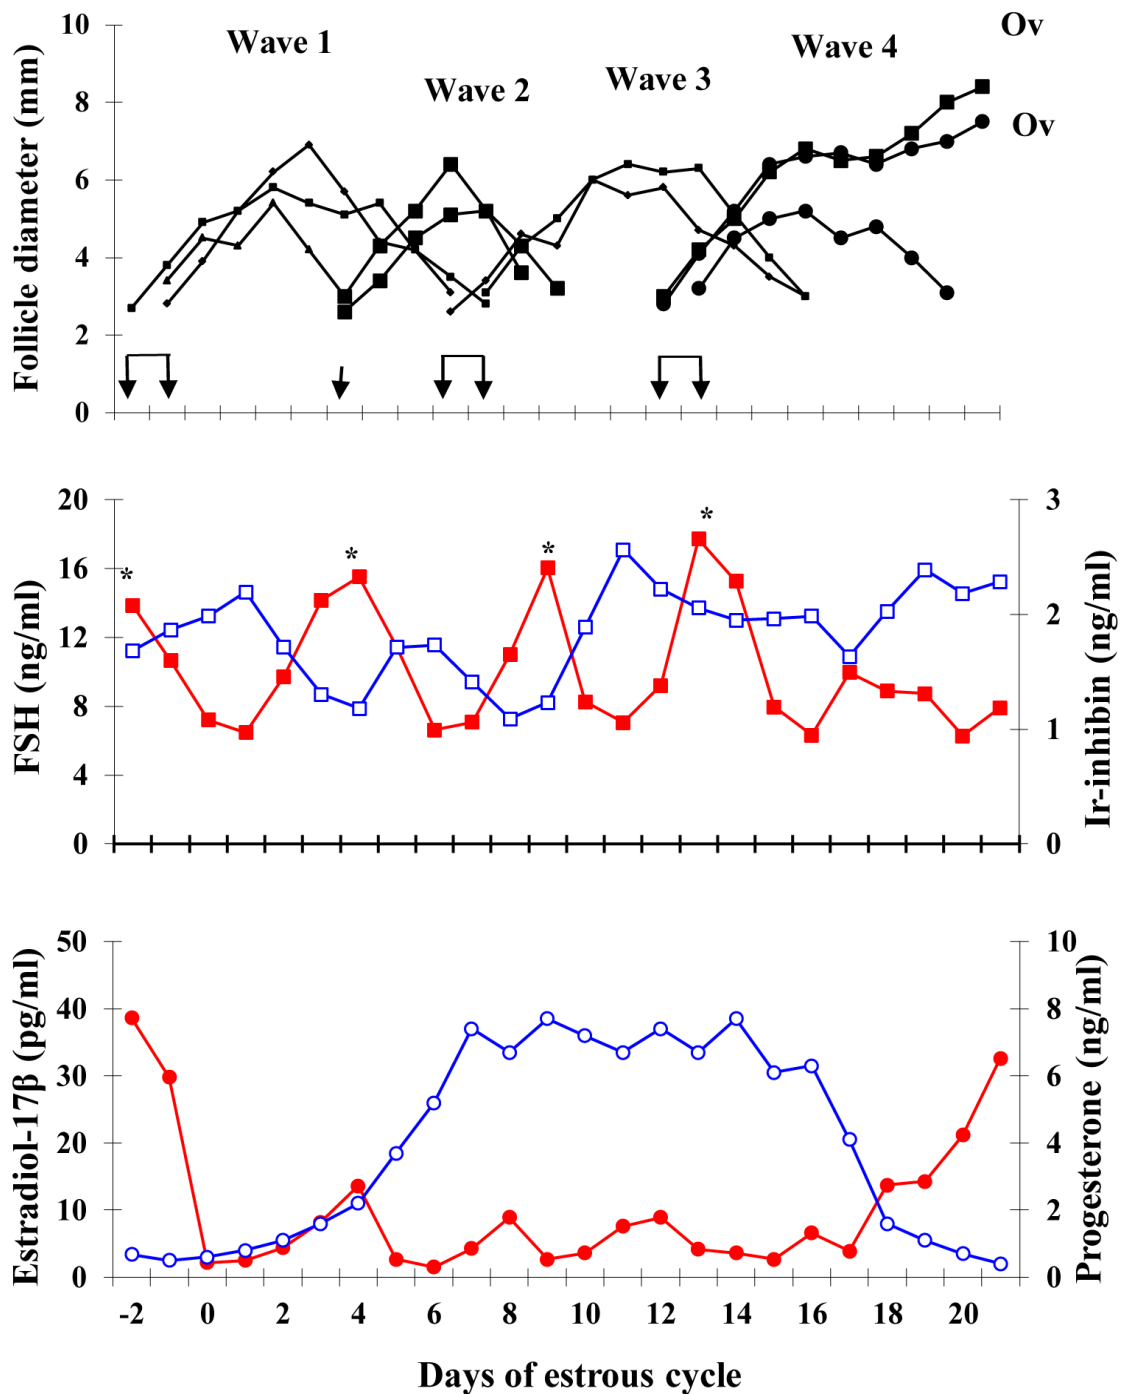 10
Ov
Wave 1
Wave 4
Wave 3
8
Wave 2
Ov
6
4
2
0
Follicle diameter (mm)
20
3
*
*
*
*
16
2
12
8
1
4
0
0
FSH (ng/ml)
Ir-inhibin (ng/ml)
50
10
40
8
30
6
20
4
10
2
0
0
Estradiol-17β (pg/ml)
Progesterone (ng/ml)
-2 0 2 4 6 8 10 12 14 16 18 20
Days of estrous cycle